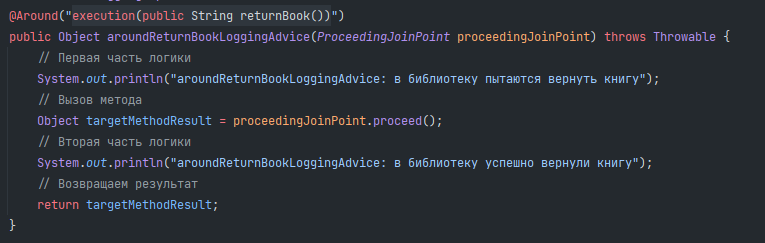 @Around("execution(public String returnBook())")
public Object aroundReturnBookLoggingAdvice(ProceedingJoinPoint proceedingJoinPoint) throws Throwable {
// Первая часть логики
System.out.println("aroundReturnBookLoggingAdvice: в библиотеку пытаются вернуть книгу");
// Вызов метода
Object targetMethodResult = proceedingJoinPoint.proceed();
// Вторая часть логики
System.out.println("aroundReturnBookLoggingAdvice: в библиотеку успешно вернули книгу");
// Возвращаем результат
return targetMethodResult;
}